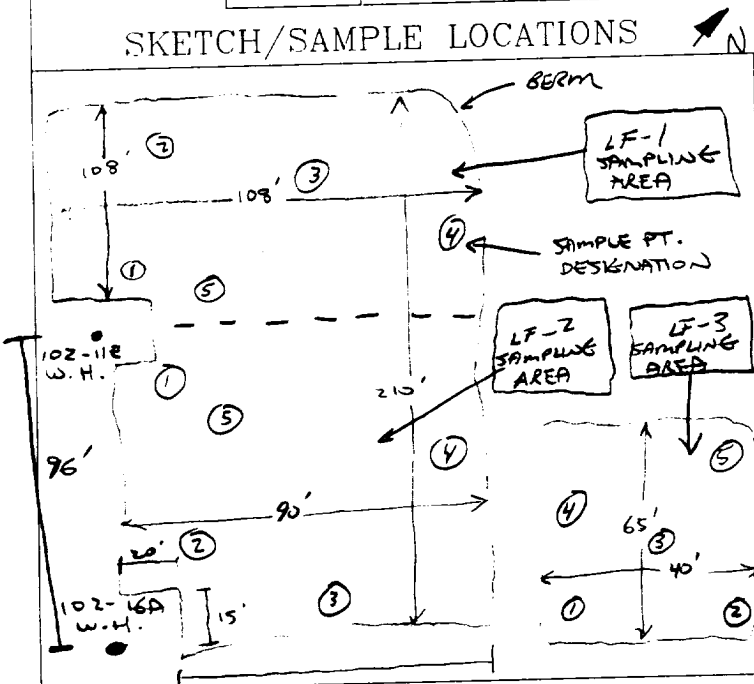 SKETCH/SAMPLE LOCATIONS
N
BERM
LF-1
SAMPLING
AREA
108'
②
108'
③
④
SAMPLE PT.
DESIGNATION
①
⑤
LF-2
SAMPLING
AREA
LF-3
SAMPLING
AREA
102-11E
W.H.
①
⑤
210'
④
⑤
96'
90'
④
65'
③
40'
20'
②
102-16A
W.H.
15'
③
①
②